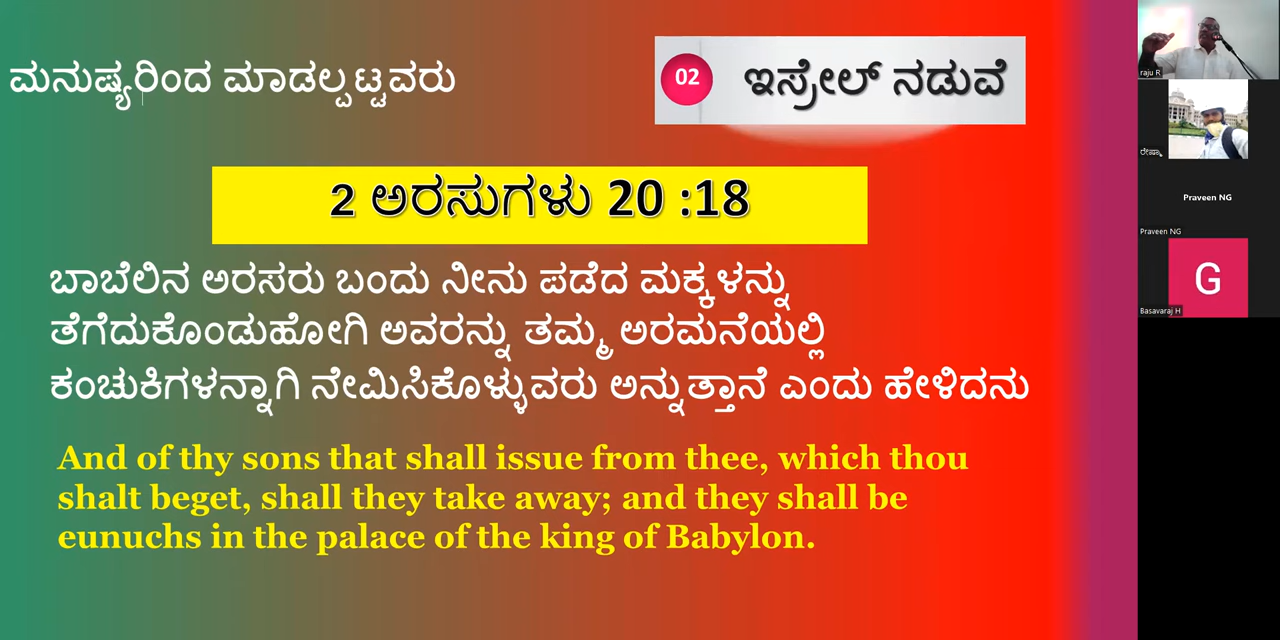 ಮನುಷ್ಯರಿಂದ ಮಾಡಲ್ಪಟ್ಟವರು
02
ಇಸ್ರೇಲ್ ನಡುವೆ
2 ಅರಸುಗಳು 20 :18
ಬಾಬೆಲಿನ ಅರಸರು ಬಂದು ನೀನು ಪಡೆದ ಮಕ್ಕಳನ್ನು
ತೆಗೆದುಕೊಂಡುಹೋಗಿ ಅವರನ್ನು ತಮ್ಮ ಅರಮನೆಯಲ್ಲಿ
ಕಂಚುಕಿಗಳನ್ನಾಗಿ ನೇಮಿಸಿಕೊಳ್ಳುವರು ಅನ್ನುತ್ತಾನೆ ಎಂದು ಹೇಳಿದನು
And of thy sons that shall issue from thee, which thou
shalt beget, shall they take away; and they shall be
eunuchs in the palace of the king of Babylon.
raju R
ರೇಷ್ಮಾ
Praveen NG
Praveen NG
G
Basavaraj H